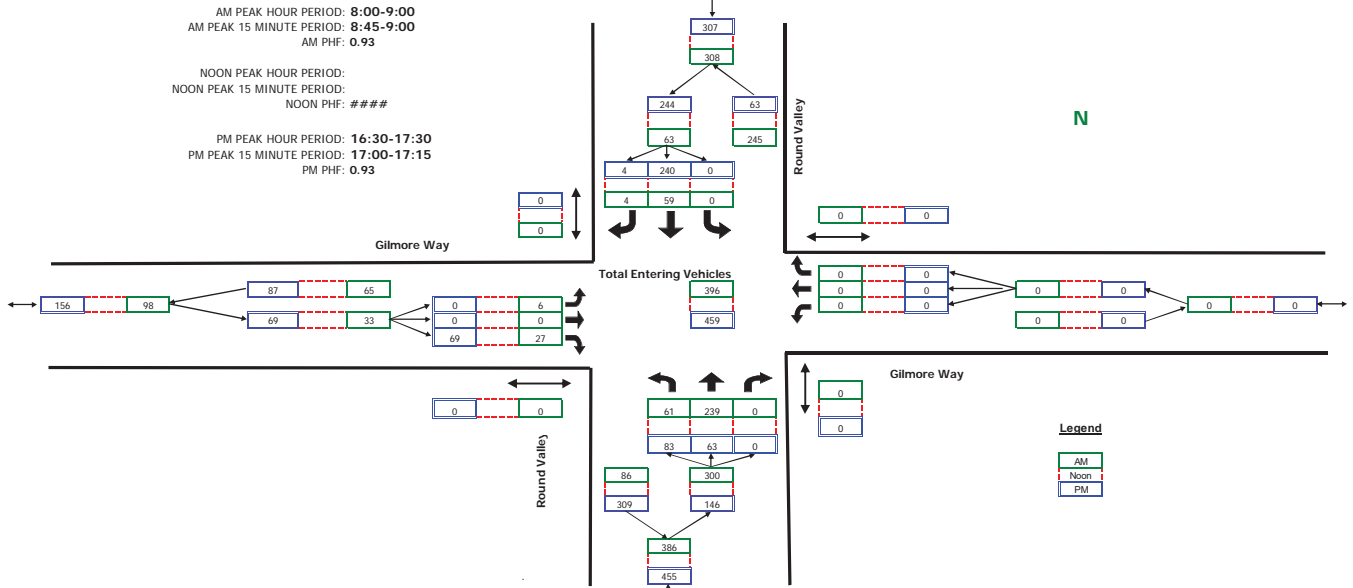 AM PEAK HOUR PERIOD: 8:00-9:00
AM PEAK 15 MINUTE PERIOD: 8:45-9:00
AM PHF: 0.93
NOON PEAK HOUR PERIOD:
NOON PEAK 15 MINUTE PERIOD:
NOON PHF: ####
PM PEAK HOUR PERIOD: 16:30-17:30
PM PEAK 15 MINUTE PERIOD: 17:00-17:15
PM PHF: 0.93
307
308
244 63
63 245
4 240 0
4 59 0
Round Valley
N
0
0
0 0
Gilmore Way
Total Entering Vehicles
396
459
156 98
87 65
69 33
0 6
0 0
69 27
0 0
0 0
0 0
0 0
0 0
0 0
Gilmore Way
0 0
0
0
61 239 0
83 63 0
Round Valley
86 300
309 146
386
455
Legend
AM
Noon
PM